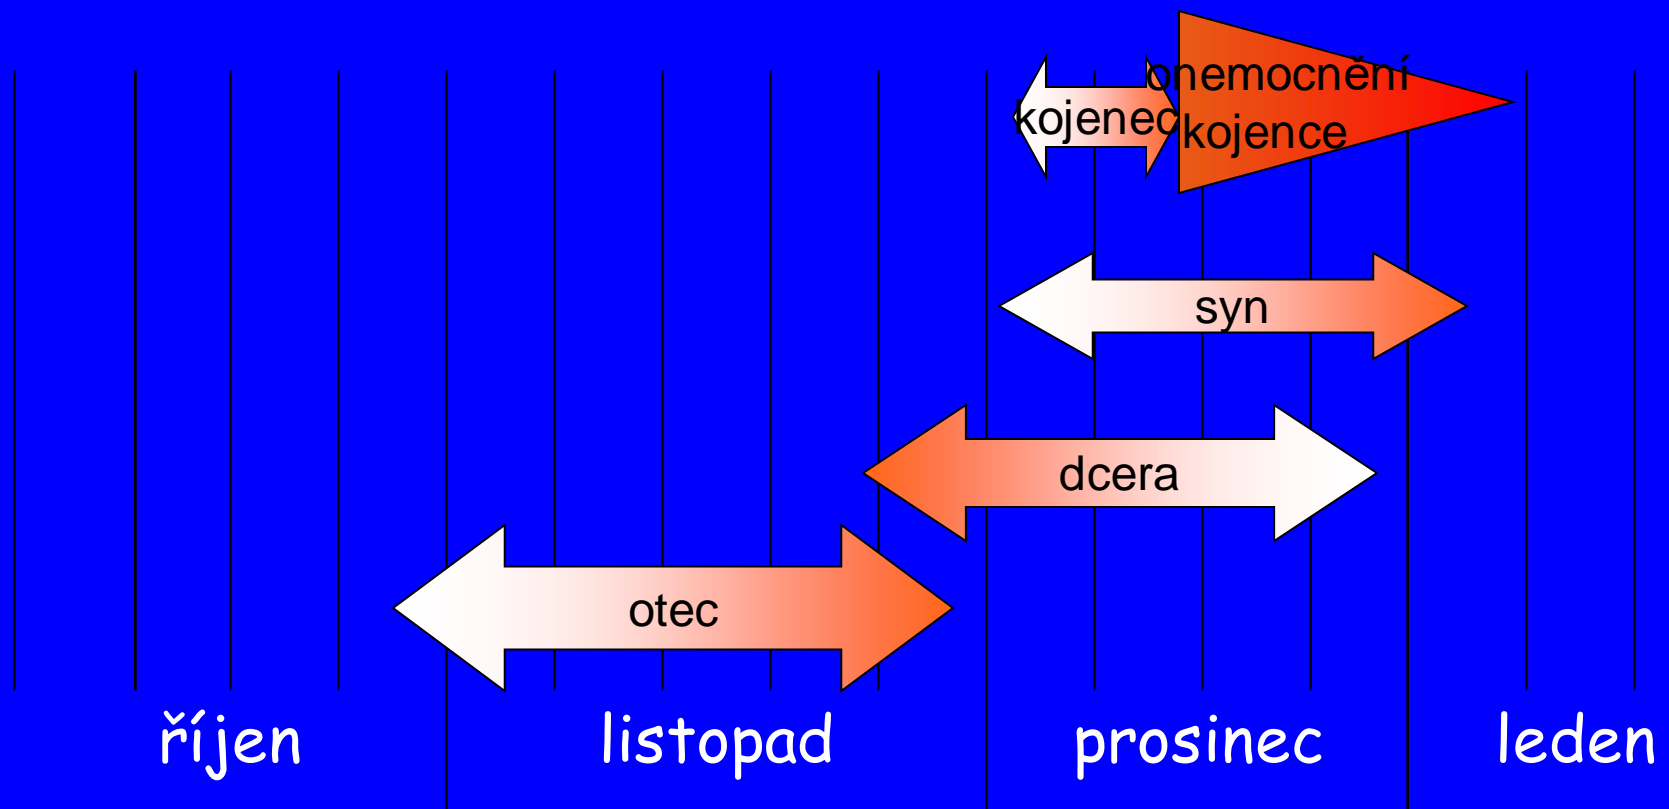 onemocnění
kojenec
kojence
syn
dcera
otec
říjen
listopad
prosinec
leden